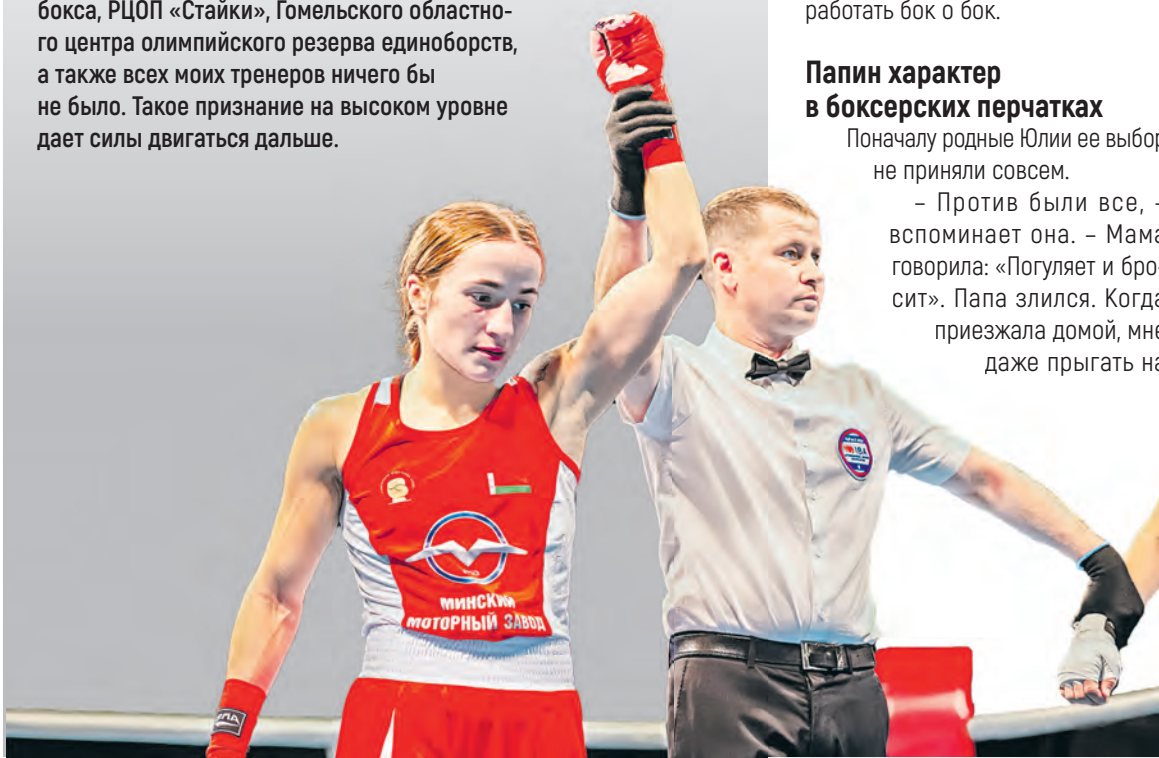 бокса, РЦОП «Стайки», Гомельского областно-
го центра олимпийского резерва единоборств,
а также всех моих тренеров ничего бы
не было. Такое признание на высоком уровне
дает силы двигаться дальше.
работать бок о бок.
Папин характер
в боксерских перчатках
Поначалу родные Юлии ее выбор
не приняли совсем.
– Против были все, –
вспоминает она. – Мама
говорила: «Погуляет и бро-
сит». Папа злился. Когда
приезжала домой, мне
даже прыгать на
IBA
МИНСКИЙ
МОТОРНЫЙ ЗАВОД